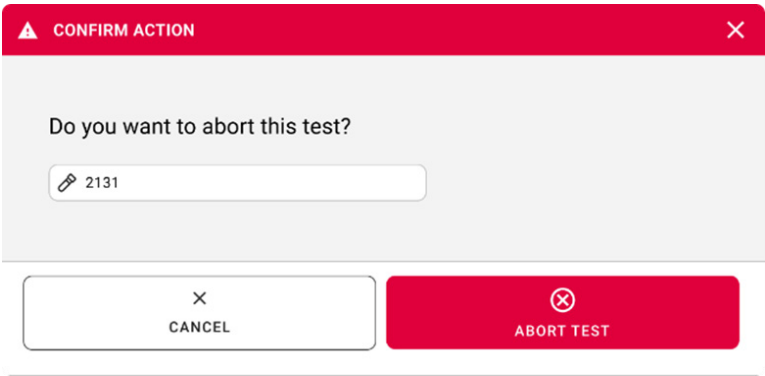 CONFIRM ACTION
Do you want to abort this test?
2131
CANCEL
ABORT TEST